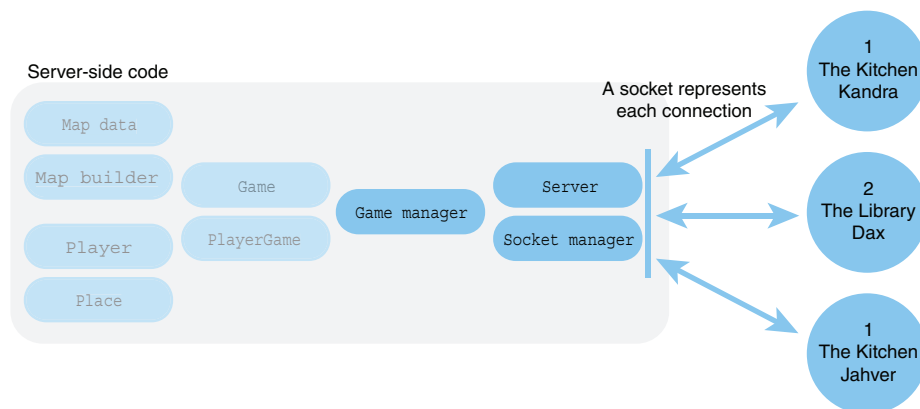 Server-side code
Map data
Map builder
Player
Place
Game
PlayerGame
Game manager
Server
Socket manager
A socket represents
each connection
1
The Kitchen
Kandra
2
The Library
Dax
1
The Kitchen
Jahver